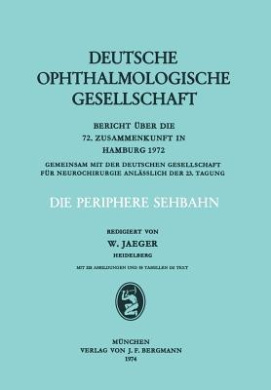 DEUTSCHE
OPHTHALMOLOGISCHE
GESELLSCHAFT
BERICHT ÜBER DIE
72. ZUSAMMENKUNFT IN
HAMBURG 1972
GEMEINSAM MIT DER DEUTSCHEN GESELLSCHAFT
FÜR NEUROCHIRURGIE ANLÄSSLICH DER 23. TAGUNG
DIE PERIPHERE SEHBAHN
REDIGIERT VON
W. JAEGER
HEIDELBERG
MIT ABBILDUNGEN UND TABELLEN IM TEXT
MÜNCHEN
VERLAG VON J. F. BERGMANN
1974